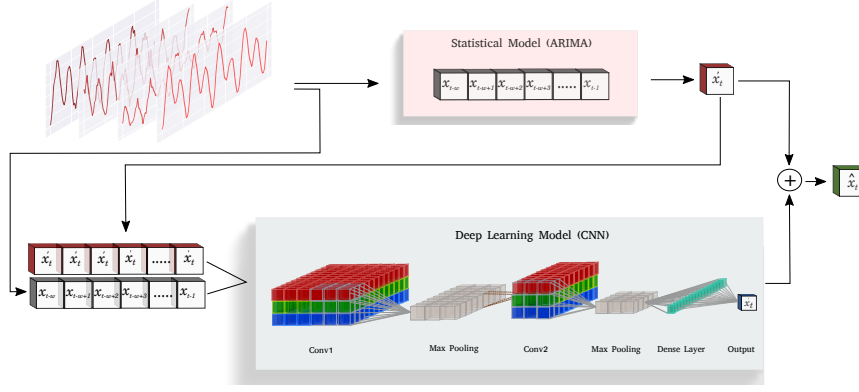 Statistical Model (ARIMA)
x_{t-w} x_{t-w+1} x_{t-w+2} x_{t-w+3} ..... x_{t-1}
x′_t
+
x̂_t
Deep Learning Model (CNN)
x′_t x′_t x′_t x′_t ..... x′_t
x_{t-w} x_{t-w+1} x_{t-w+2} x_{t-w+3} ..... x_{t-1}
Conv1
Max Pooling
Conv2
Max Pooling
Dense Layer
Output